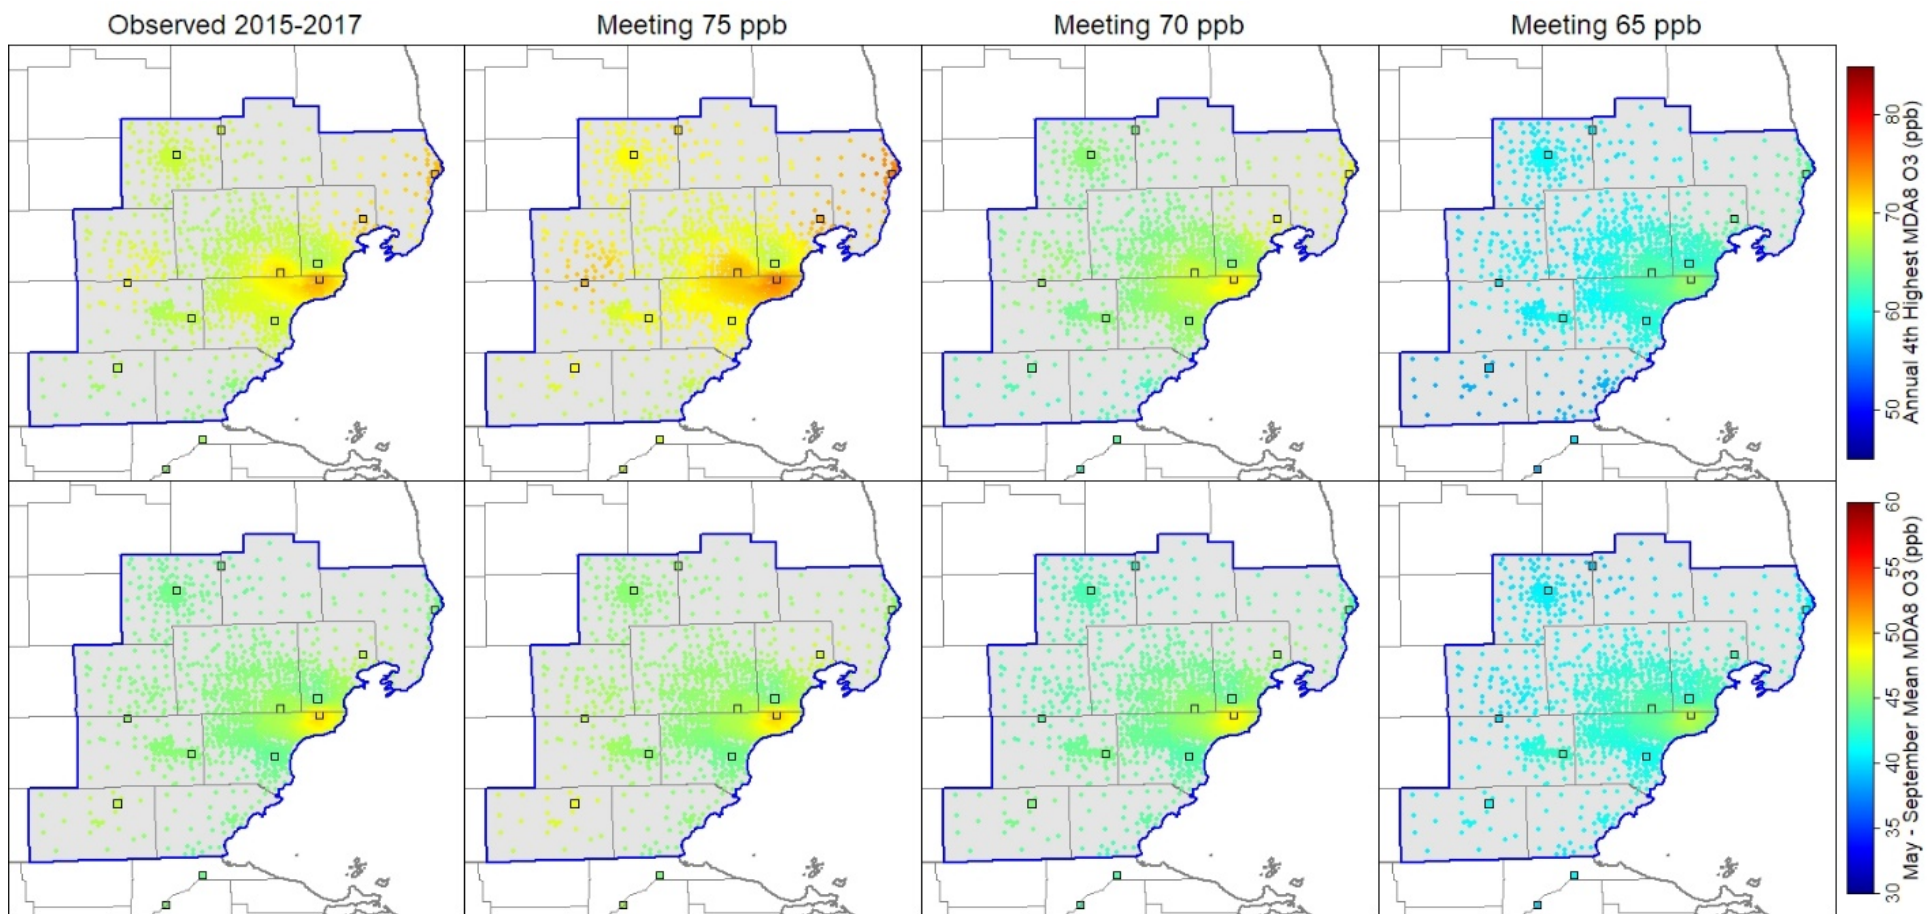 Observed 2015-2017
Meeting 75 ppb
Meeting 70 ppb
Meeting 65 ppb
80
70
60
50
Annual 4th Highest MDA8 O3 (ppb)
60
55
50
45
40
35
30
May - September Mean MDA8 O3 (ppb)